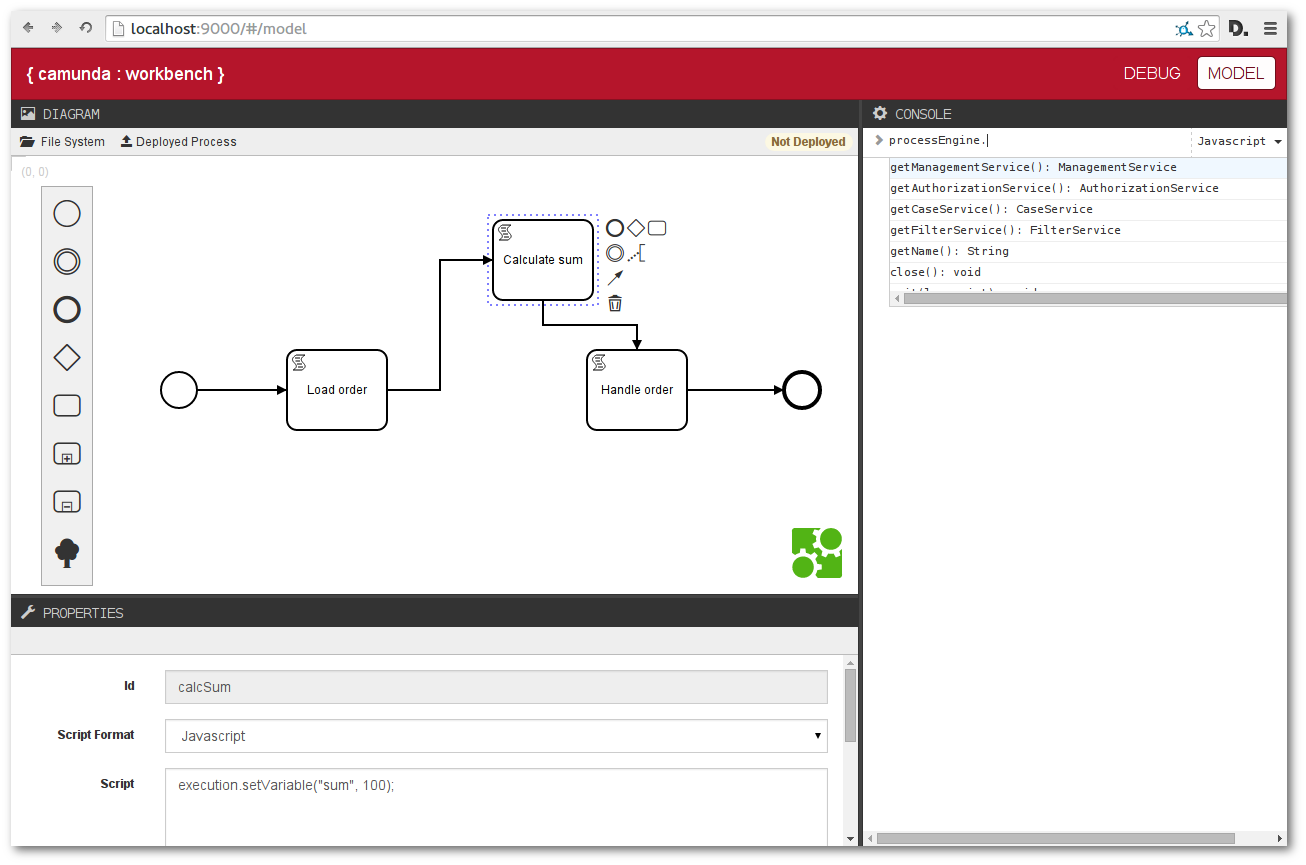 localhost:9000/#/model
D.
{ camunda : workbench }
DEBUG
MODEL
DIAGRAM
File System
Deployed Process
Not Deployed
(0, 0)
Calculate sum
Load order
Handle order
PROPERTIES
Id
calcSum
Script Format
Javascript
Script
execution.setVariable("sum", 100);
CONSOLE
processEngine.
Javascript
getManagementService(): ManagementService
getAuthorizationService(): AuthorizationService
getCaseService(): CaseService
getFilterService(): FilterService
getName(): String
close(): void